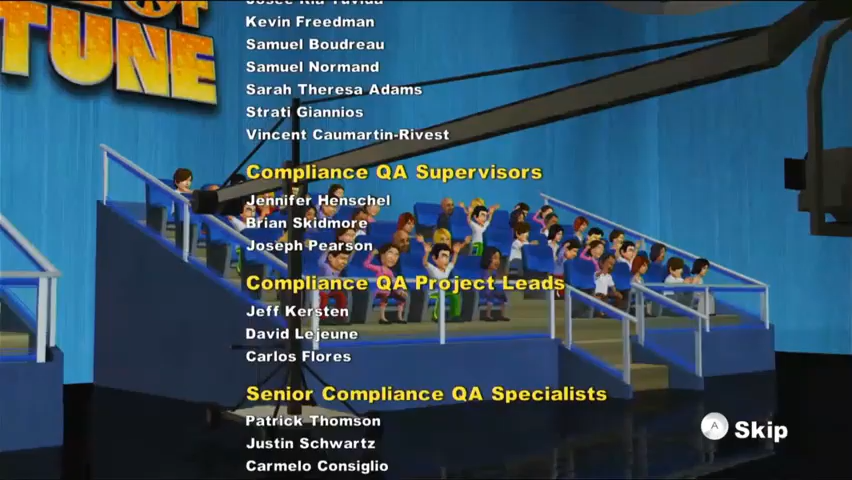 OF
TUNE
Kevin Freedman
Samuel Boudreau
Samuel Normand
Sarah Theresa Adams
Strati Giannios
Vincent Caumartin-Rivest
Compliance QA Supervisors
Jennifer Henschel
Brian Skidmore
Joseph Pearson
Compliance QA Project Leads
Jeff Kersten
David Lejeune
Carlos Flores
Senior Compliance QA Specialists
Patrick Thomson
Justin Schwartz
Carmelo Consiglio
A Skip